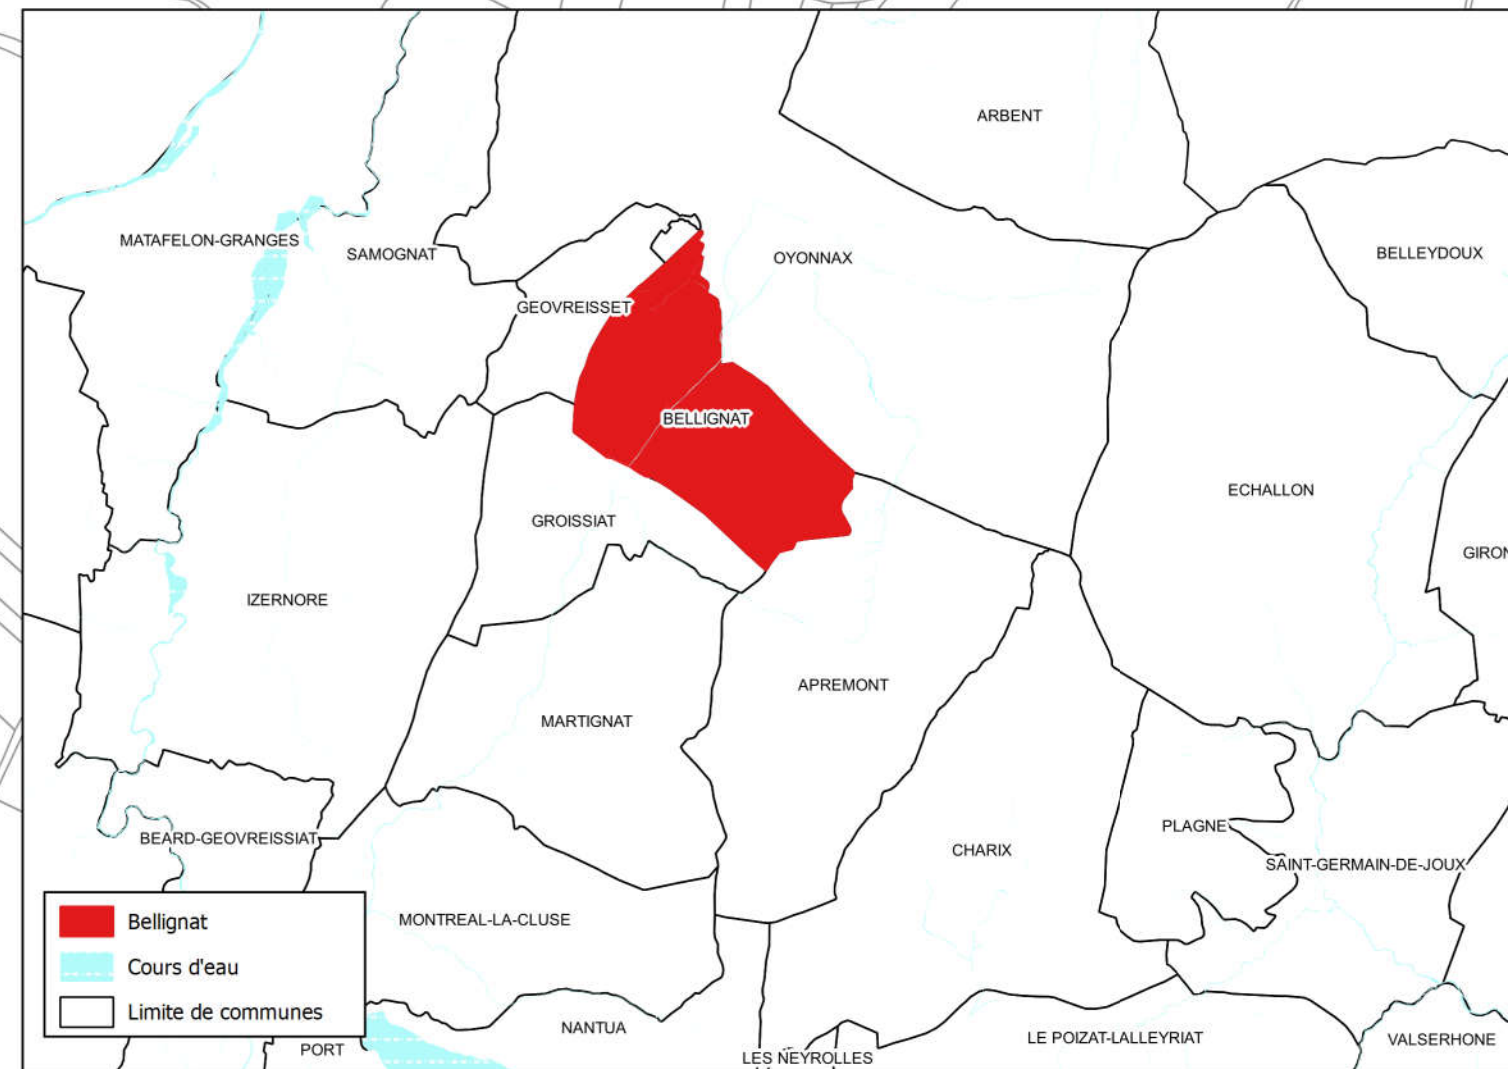 ARBENT
MATAFELON-GRANGES
SAMOGNAT
OYONNAX
BELLEYDOUX
GEOVREISSET
BELLIGNAT
ECHALLON
GROISSIAT
GIRON
IZERNORE
APREMONT
MARTIGNAT
PLAGNE
BEARD-GEOVREISSIAT
CHARIX
SAINT-GERMAIN-DE-JOUX
MONTREAL-LA-CLUSE
Bellignat
Cours d'eau
Limite de communes
NANTUA
LE POIZAT-LALLEYRIAT
VALSERHONE
PORT
LES NEYROLLES